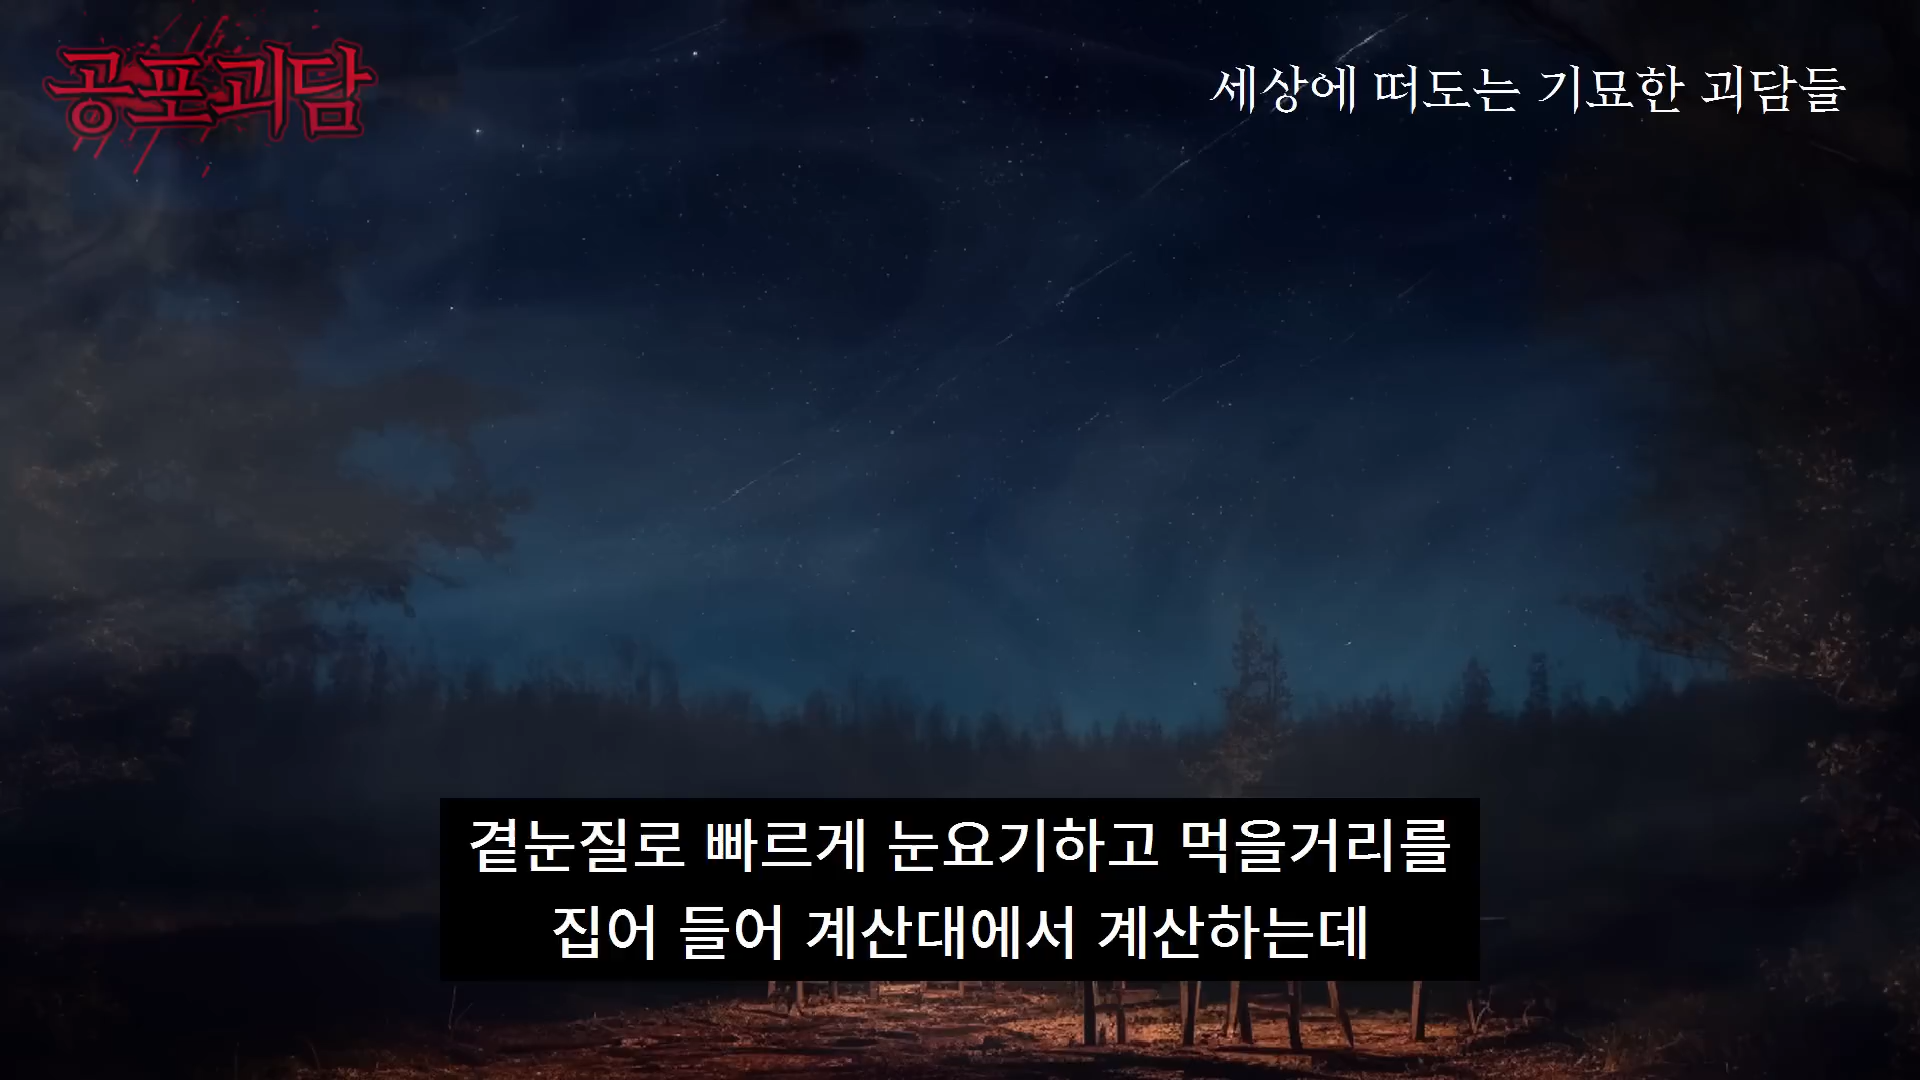 공포괴담
세상에 떠도는 기묘한 괴담들
곁눈질로 빠르게 눈요기하고 먹을거리를
집어 들어 계산대에서 계산하는데